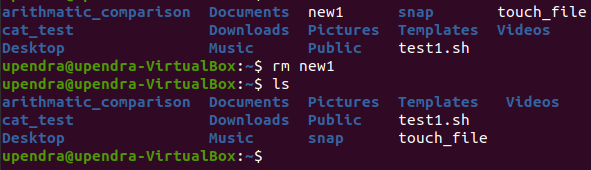 arithmatic_comparison Documents new1 snap touch_file
cat_test Downloads Pictures Templates Videos
Desktop Music Public test1.sh
upendra@upendra-VirtualBox:~$ rm new1
upendra@upendra-VirtualBox:~$ ls
arithmatic_comparison Documents Pictures Templates Videos
cat_test Downloads Public test1.sh
Desktop Music snap touch_file
upendra@upendra-VirtualBox:~$